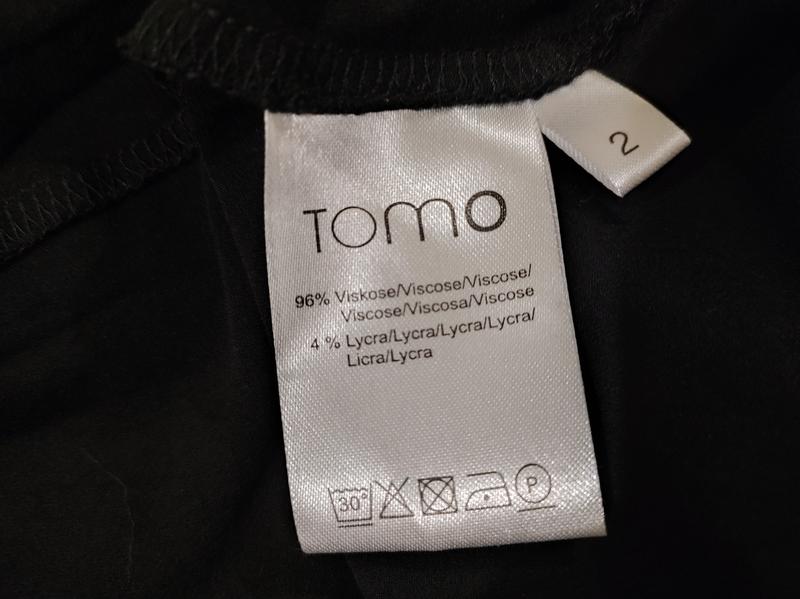 2
TOMO
96% Viskose/Viscose/Viscose/
Viscose/Viscosa/Viscose
4 % Lycra/Lycra/Lycra/Lycra/
Licra/Lycra
30° P